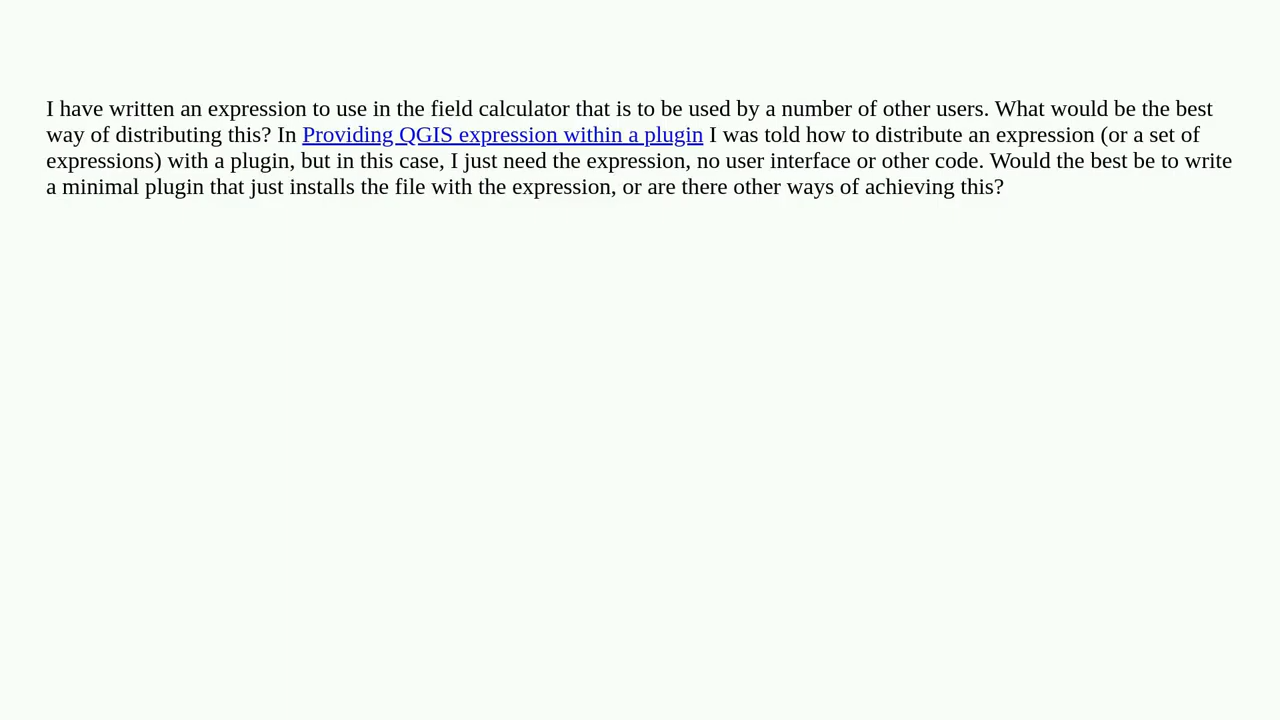 I have written an expression to use in the field calculator that is to be used by a number of other users. What would be the best
way of distributing this? In Providing QGIS expression within a plugin I was told how to distribute an expression (or a set of
expressions) with a plugin, but in this case, I just need the expression, no user interface or other code. Would the best be to write
a minimal plugin that just installs the file with the expression, or are there other ways of achieving this?